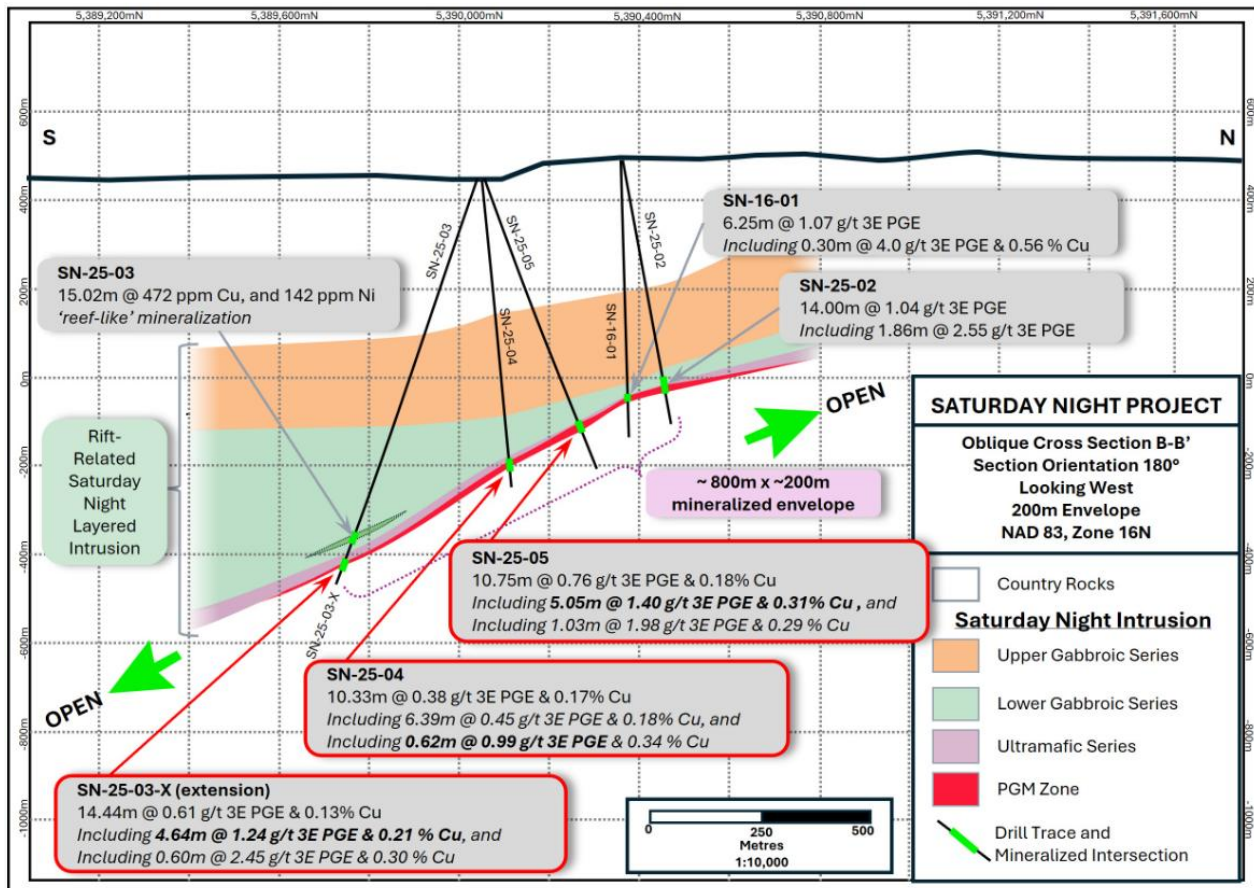 5,389,200mN 5,389,600mN 5,390,000mN 5,390,400mN 5,390,800mN 5,391,200mN 5,391,600mN
600m
600m
S
N
400m
400m
SN-25-03
SN-25-05
SN-25-02
SN-25-04
SN-16-01
SN-16-01
6.25m @ 1.07 g/t 3E PGE
Including 0.30m @ 4.0 g/t 3E PGE & 0.56 % Cu
SN-25-03
15.02m @ 472 ppm Cu, and 142 ppm Ni
‘reef-like’ mineralization
200m
SN-25-02
14.00m @ 1.04 g/t 3E PGE
Including 1.86m @ 2.55 g/t 3E PGE
0m
0m
OPEN
Rift-
Related
Saturday
Night
Layered
Intrusion
-200m
-200m
~ 800m x ~200m
mineralized envelope
-400m
-400m
SN-25-03-X
SN-25-05
10.75m @ 0.76 g/t 3E PGE & 0.18% Cu
Including 5.05m @ 1.40 g/t 3E PGE & 0.31% Cu , and
Including 1.03m @ 1.98 g/t 3E PGE & 0.29 % Cu
-600m
-600m
OPEN
SN-25-04
10.33m @ 0.38 g/t 3E PGE & 0.17% Cu
Including 6.39m @ 0.45 g/t 3E PGE & 0.18% Cu, and
Including 0.62m @ 0.99 g/t 3E PGE & 0.34 % Cu
-800m
-800m
SN-25-03-X (extension)
14.44m @ 0.61 g/t 3E PGE & 0.13% Cu
Including 4.64m @ 1.24 g/t 3E PGE & 0.21 % Cu, and
Including 0.60m @ 2.45 g/t 3E PGE & 0.30 % Cu
-1000m
-1000m
0 250 500
Metres
1:10,000
SATURDAY NIGHT PROJECT
Oblique Cross Section B-B’
Section Orientation 180º
Looking West
200m Envelope
NAD 83, Zone 16N
Country Rocks
Saturday Night Intrusion
Upper Gabbroic Series
Lower Gabbroic Series
Ultramafic Series
PGM Zone
Drill Trace and
Mineralized Intersection